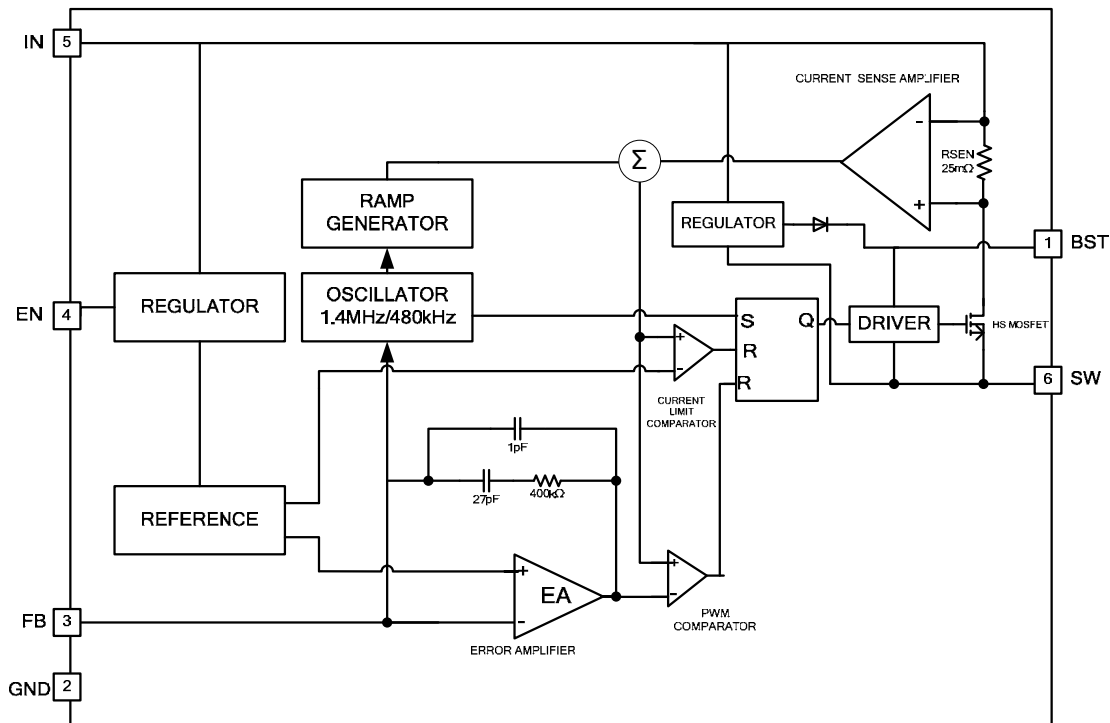 IN 5
CURRENT SENSE AMPLIFIER
-
RSEN
25mΩ
+
Σ
RAMP
GENERATOR
REGULATOR
1 BST
EN 4
REGULATOR
OSCILLATOR
1.4MHz/480kHz
S Q
R
R
DRIVER
HS MOSFET
+
-
CURRENT
LIMIT
COMPARATOR
6 SW
1pF
27pF
400kΩ
REFERENCE
+
EA
-
ERROR AMPLIFIER
+
-
PWM
COMPARATOR
FB 3
GND 2